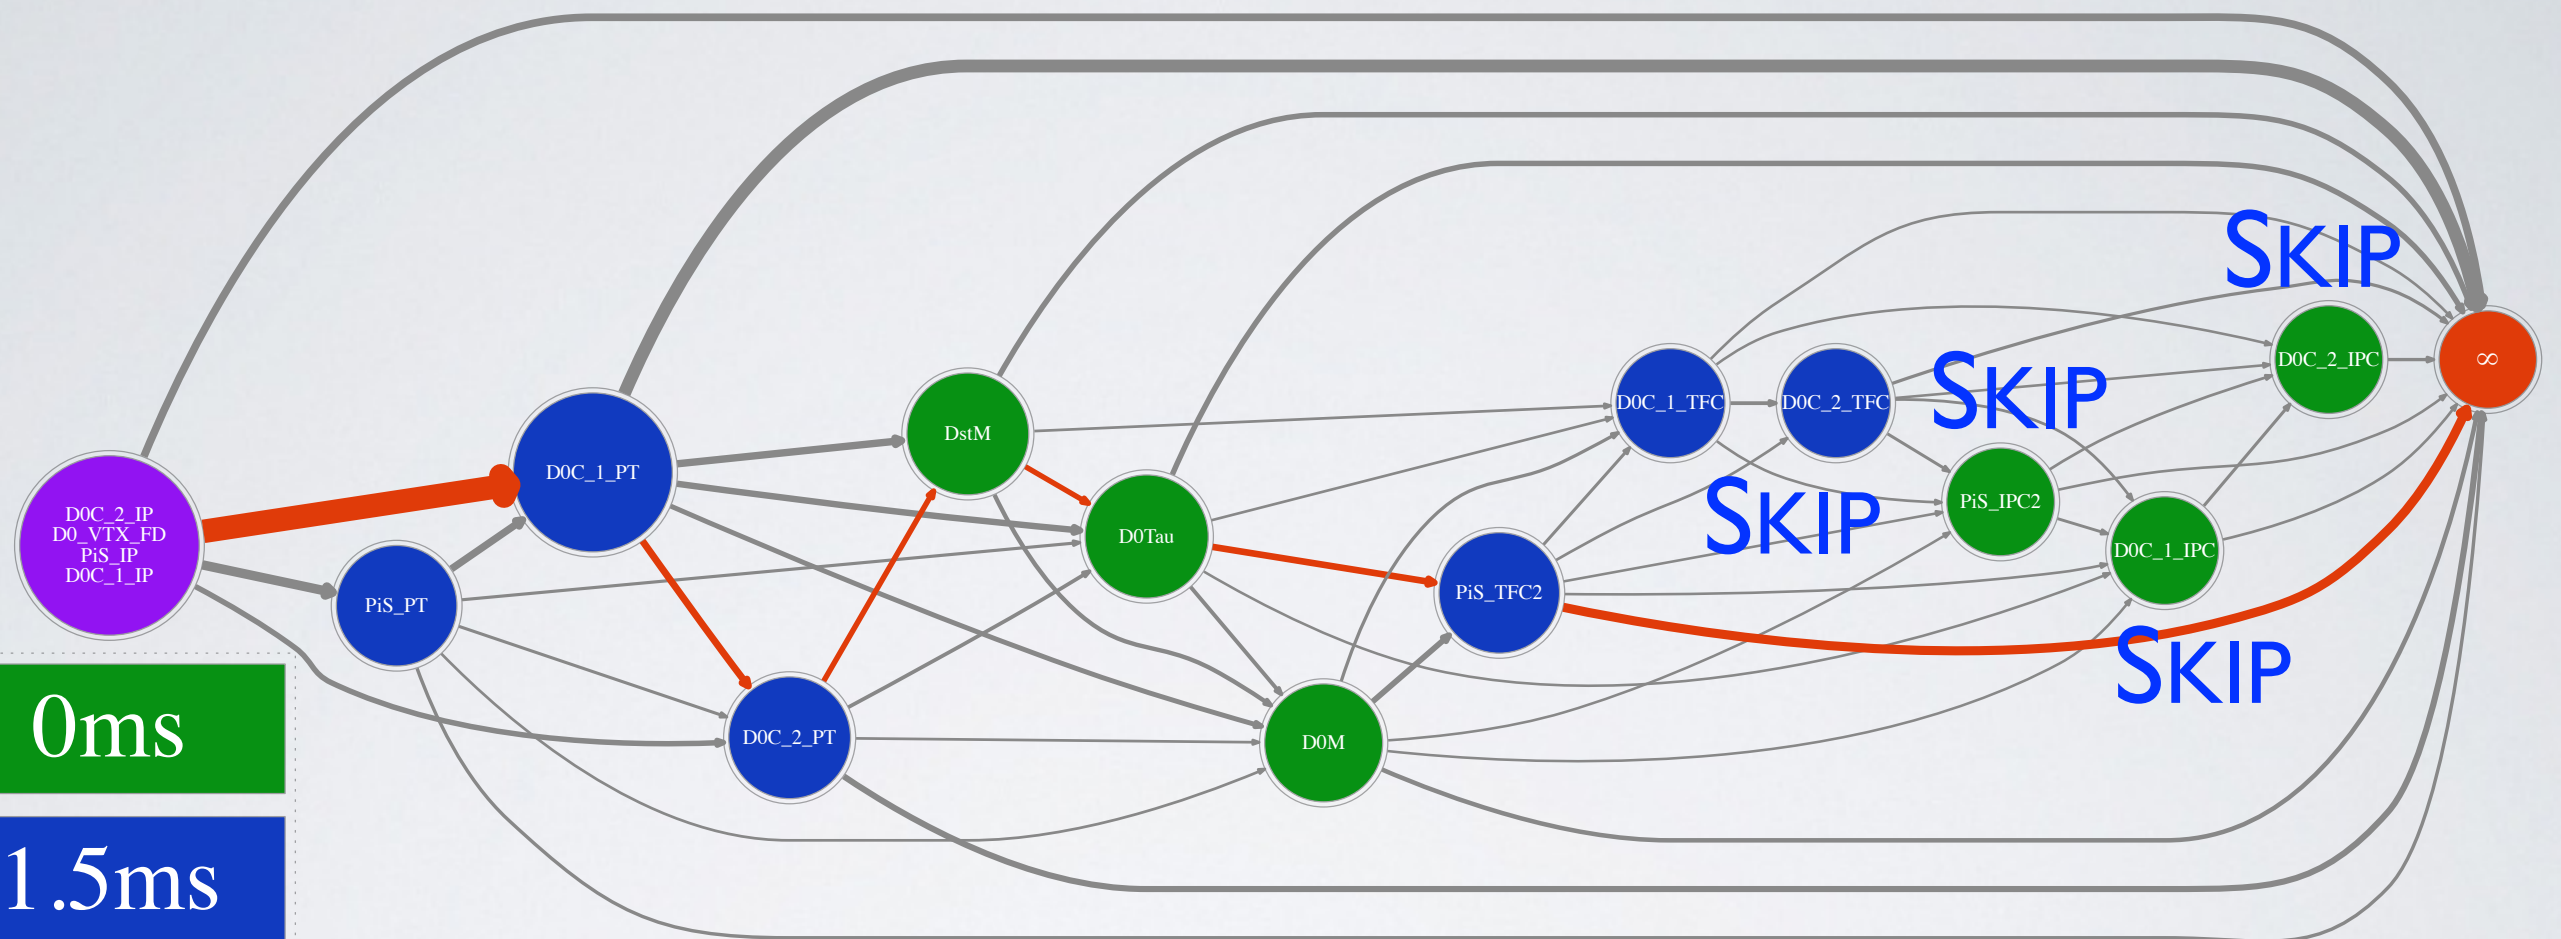 SKIP
D0C_2_IPC
∞
SKIP
D0C_1_TFC
D0C_2_TFC
DstM
D0C_1_PT
SKIP
PiS_IPC2
D0C_2_IP
D0_VTX_FD
PiS_IP
D0C_1_IP
D0Tau
D0C_1_IPC
PiS_TFC2
PiS_PT
SKIP
0ms
D0C_2_PT
D0M
1.5ms